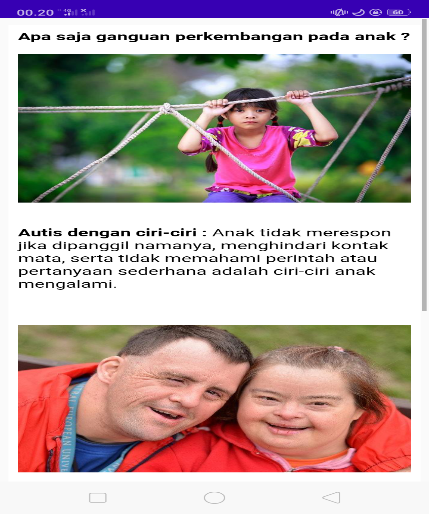 00.20
Apa saja ganguan perkembangan pada anak ?
Autis dengan ciri-ciri : Anak tidak merespon
jika dipanggil namanya, menghindari kontak
mata, serta tidak memahami perintah atau
pertanyaan sederhana adalah ciri-ciri anak
mengalami.